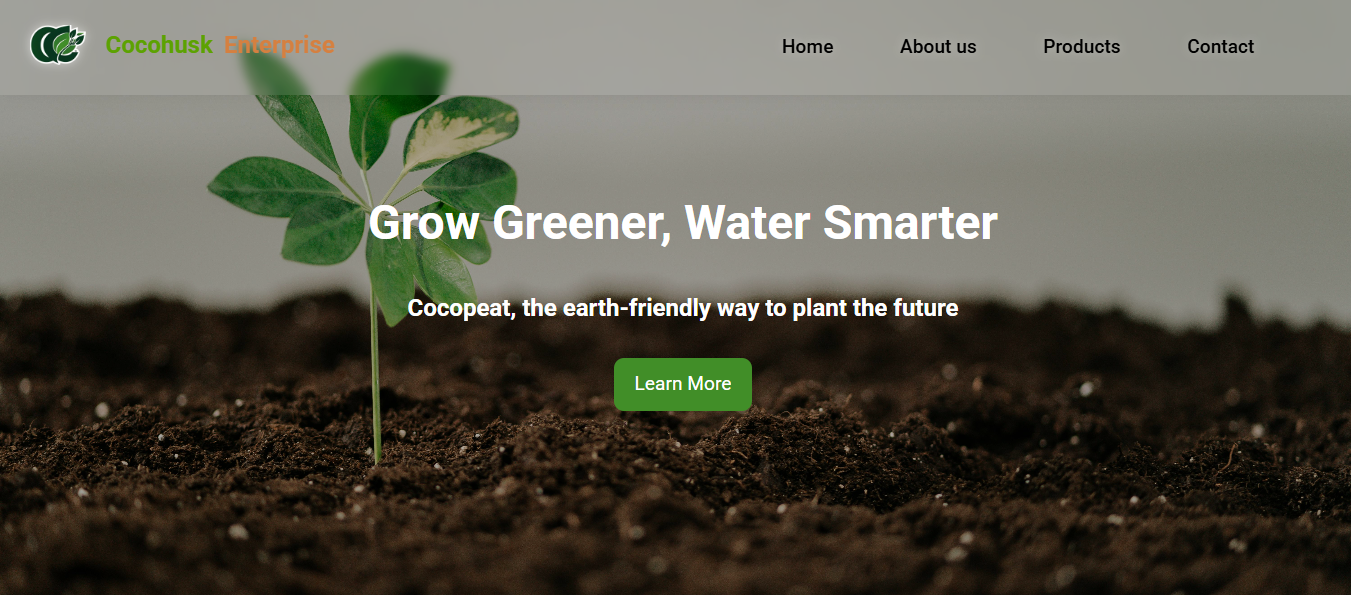 Cocohusk Enterprise
Home About us Products Contact
Grow Greener, Water Smarter
Cocopeat, the earth-friendly way to plant the future
Learn More